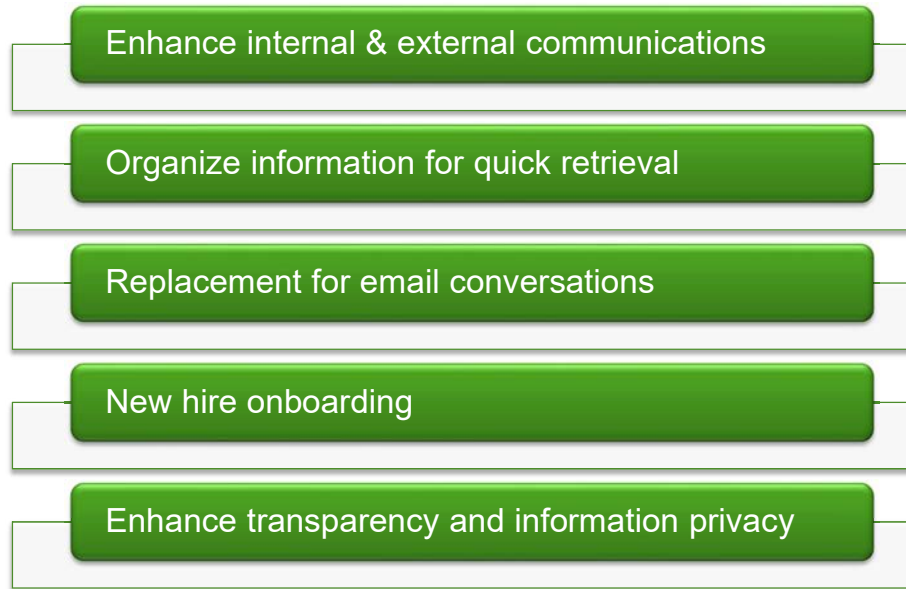 Enhance internal & external communications
Organize information for quick retrieval
Replacement for email conversations
New hire onboarding
Enhance transparency and information privacy